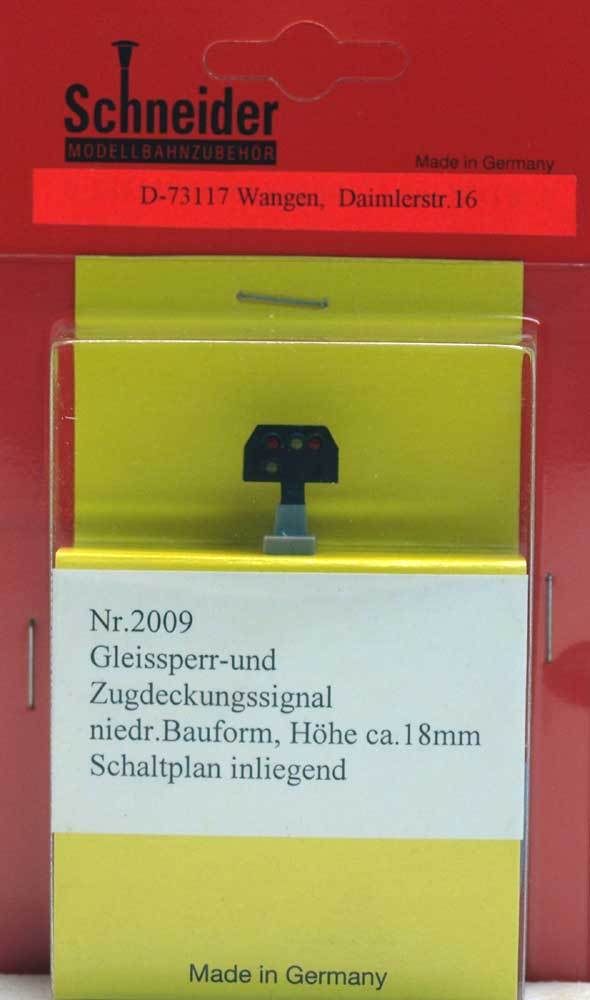 Schneider
MODELLBAHNZUBEHÖR
Made in Germany
D-73117 Wangen, Daimlerstr.16
Nr.2009
Gleissperr-und
Zugdeckungssignal
niedr.Bauform, Höhe ca.18mm
Schaltplan inliegend
Made in Germany